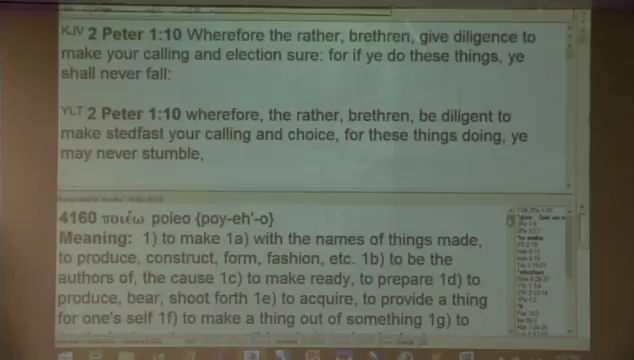 KJV 2 Peter 1:10 Wherefore the rather, brethren, give diligence to
make your calling and election sure: for if ye do these things, ye
shall never fall:
YLT 2 Peter 1:10 wherefore, the rather, brethren, be diligent to
make stedfast your calling and choice, for these things doing, ye
may never stumble,
4160 ποιέω poieo {poy-eh'-o}
Meaning: 1) to make 1a) with the names of things made,
to produce, construct, form, fashion, etc. 1b) to be the
authors of, the cause 1c) to make ready, to prepare 1d) to
produce, bear, shoot forth 1e) to acquire, to provide a thing
for one's self 1f) to make a thing out of something 1g) to